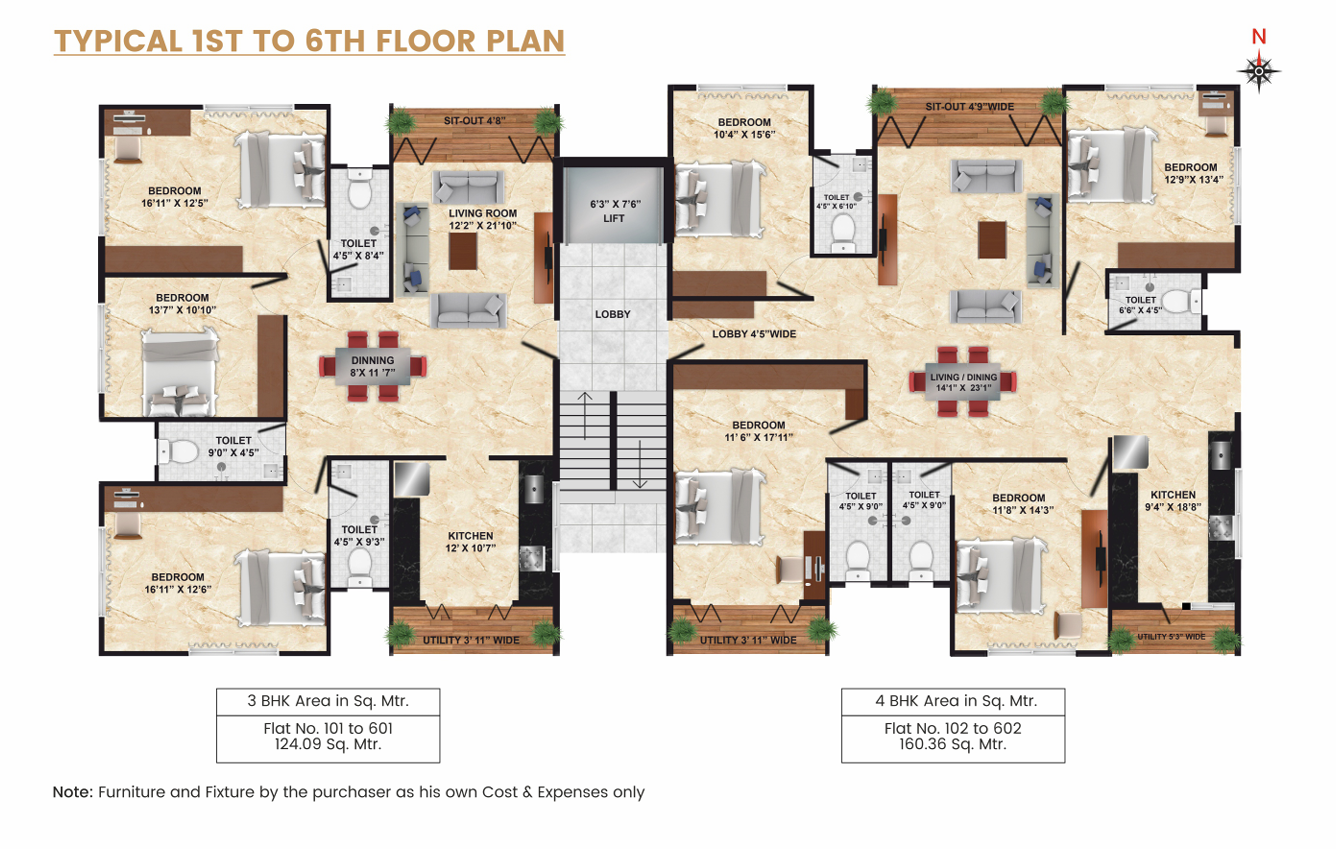 TYPICAL 1ST TO 6TH FLOOR PLAN
N
SIT-OUT 4'8"
BEDROOM
16'11" X 12'5"
TOILET
4'5" X 8'4"
LIVING ROOM
12'2" X 21'10"
6'3" X 7'6"
LIFT
BEDROOM
13'7" X 10'10"
LOBBY
DINNING
8'X 11 '7"
TOILET
9'0" X 4'5"
TOILET
4'5" X 9'3"
KITCHEN
12' X 10'7"
BEDROOM
16'11" X 12'6"
UTILITY 3' 11" WIDE
BEDROOM
10'4" X 15'6"
SIT-OUT 4'9"WIDE
BEDROOM
12'9"X 13'4"
TOILET
4'5" X 6'10"
TOILET
6'6" X 4'5"
LOBBY 4'5"WIDE
LIVING / DINING
14'1" X 23'1"
BEDROOM
11' 6" X 17'11"
TOILET
4'5" X 9'0"
TOILET
4'5" X 9'0"
BEDROOM
11'8" X 14'3"
KITCHEN
9'4" X 18'8"
UTILITY 3' 11" WIDE
UTILITY 5'3" WIDE
3 BHK Area in Sq. Mtr.
Flat No. 101 to 601
124.09 Sq. Mtr.
4 BHK Area in Sq. Mtr.
Flat No. 102 to 602
160.36 Sq. Mtr.
Note: Furniture and Fixture by the purchaser as his own Cost & Expenses only